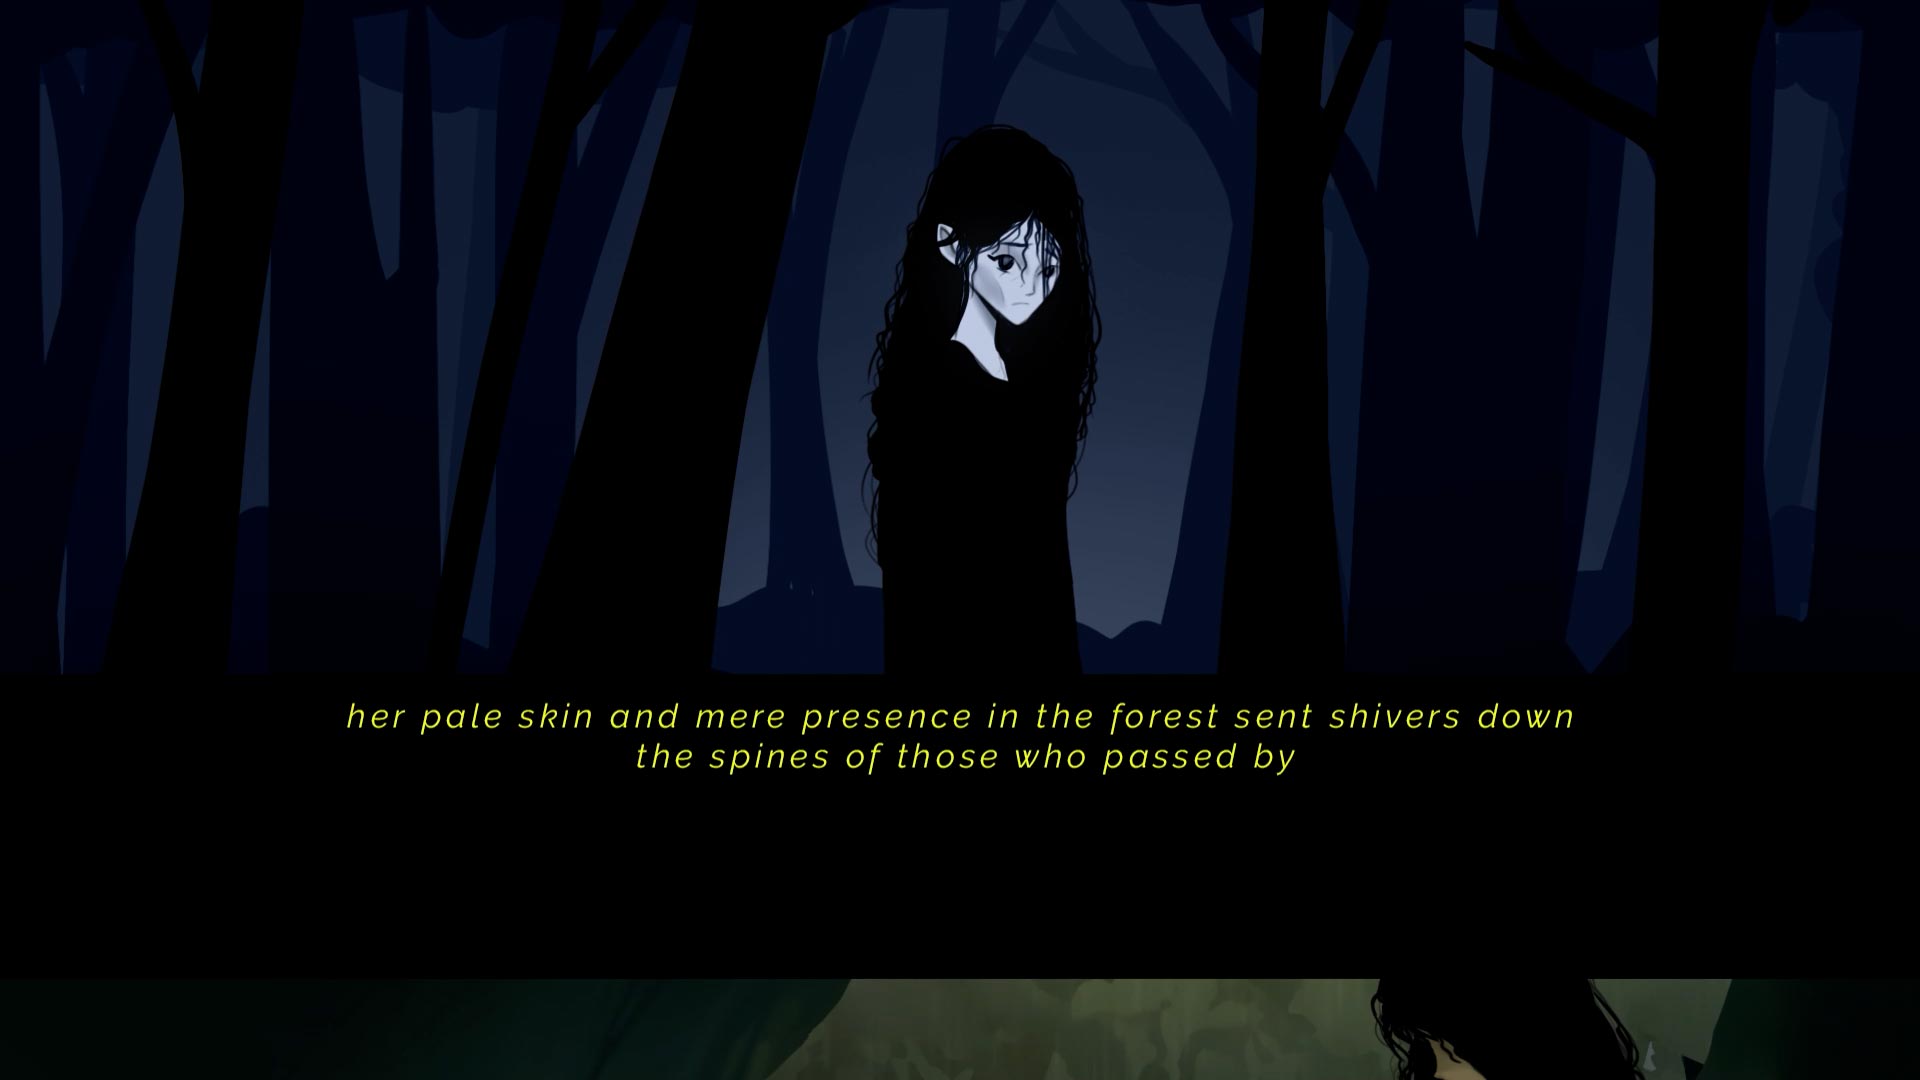 her pale skin and mere presence in the forest sent shivers down
the spines of those who passed by